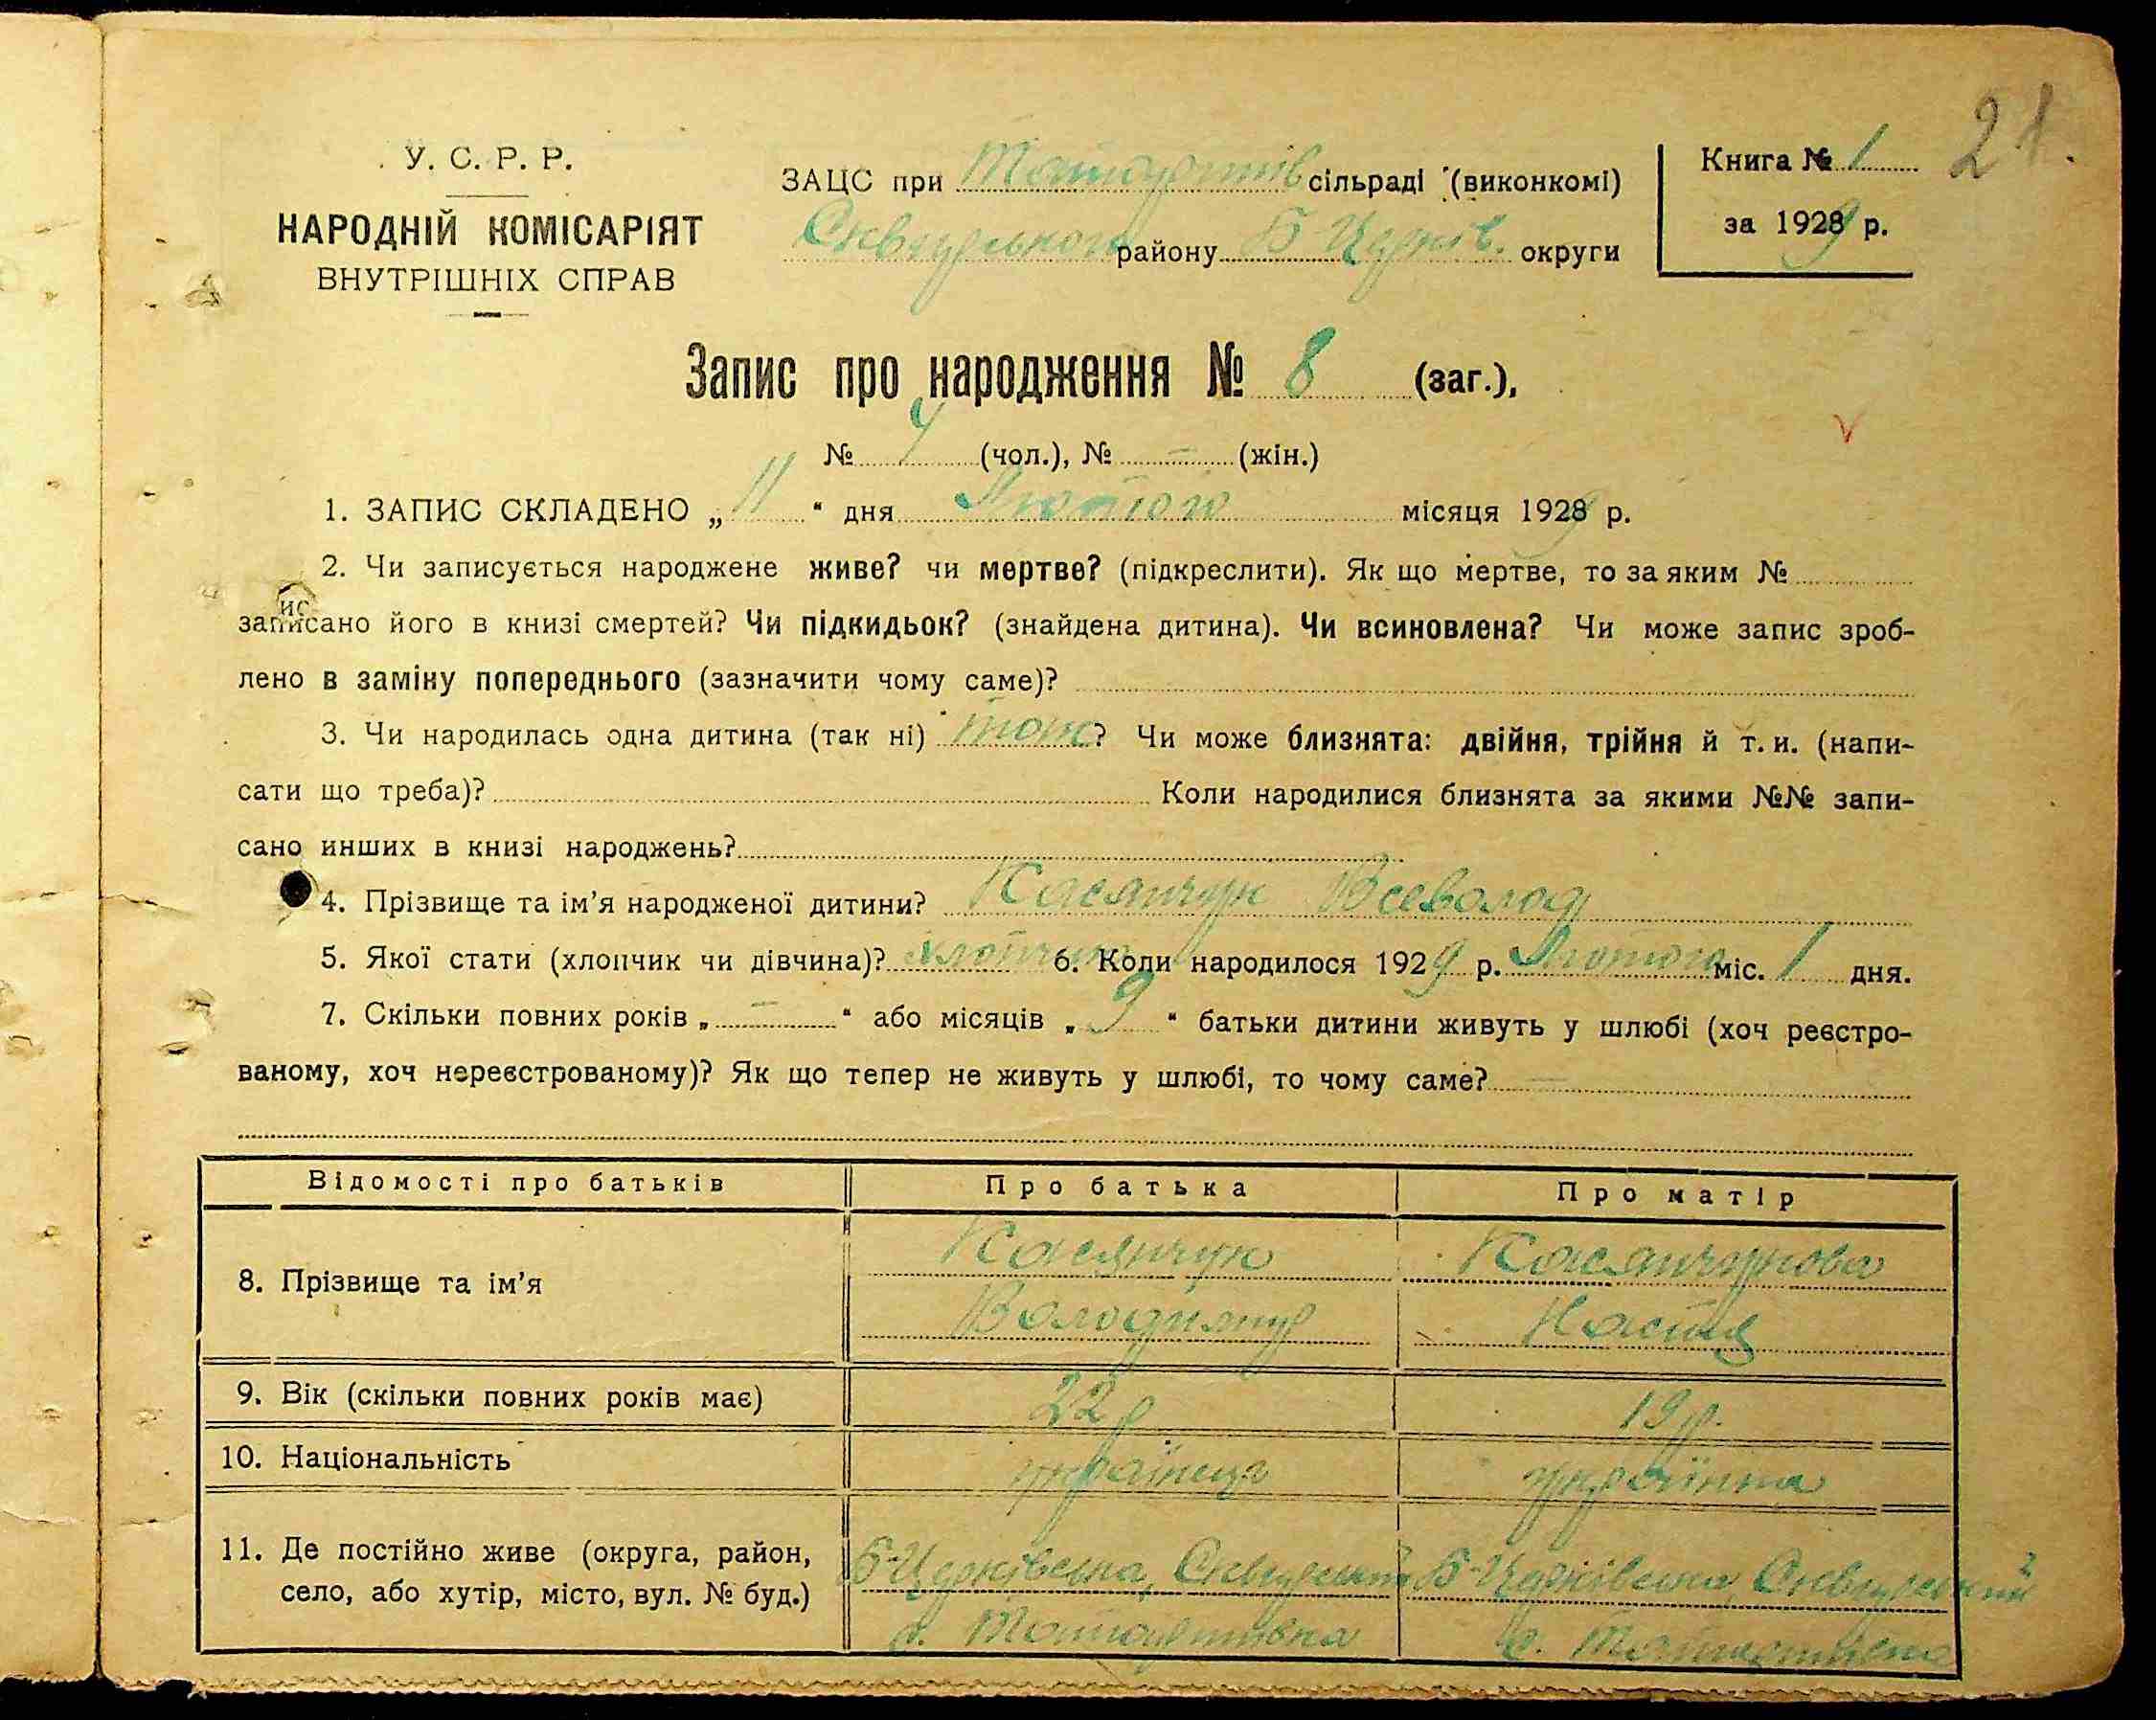 21.
У. С. Р. Р.
НАРОДНІЙ КОМІСАРІЯТ
ВНУТРІШНІХ СПРАВ
ЗАЦС при сільраді (виконкомі)
Сквирського району Б-Церків. округи
Книга № 1
за 1929 р.
Запис про народження № 8 (заг.),
№ 4 (чол.), № – (жін.)
1. ЗАПИС СКЛАДЕНО „ 11 “ дня Лютого місяця 1929 р.
2. Чи записується народжене живе? чи мертве? (підкреслити). Як що мертве, то за яким №
записано його в книзі смертей? Чи підкидьок? (знайдена дитина). Чи всиновлена? Чи може запис зроб-
лено в заміну попереднього (зазначити чому саме)?
3. Чи народилась одна дитина (так ні) так? Чи може близнята: двійня, трійня й т. и. (напи-
сати що треба)? Коли народилися близнята за якими №№ запи-
сано инших в книзі народжень?
4. Прізвище та ім’я народженої дитини? Касянчук Всеволод
5. Якої стати (хлопчик чи дівчина)? хлопчик 6. Коли народилося 1929 р. Лютого міс. 1 дня.
7. Скільки повних років „ – “ або місяців „ 9 “ батьки дитини живуть у шлюбі (хоч реєстро-
ваному, хоч нереєстрованому)? Як що тепер не живуть у шлюбі, то чому саме? –
Відомості про батьків Про батька Про матір
8. Прізвище та ім’я Касянчук Касянчукова
Володимир Настя
9. Вік (скільки повних років має) 22 р 19 р.
10. Національність українець українка
11. Де постійно живе (округа, район,
село, або хутір, місто, вул. № буд.)
Б-Церківська, Сквирський Б-Церківська, Сквирський
с. с.